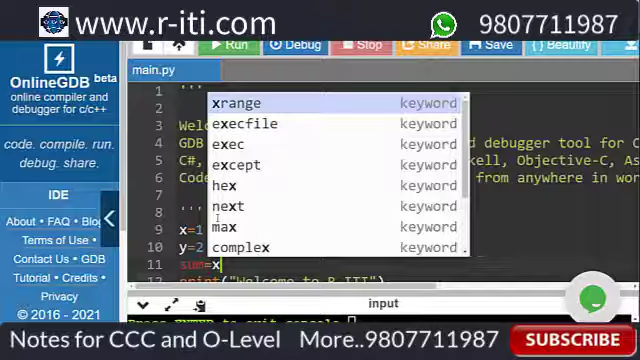 www.r-iti.com 9807711987
OnlineGDB beta
online compiler and
debugger for c/c++
code. compile. run.
debug. share.
IDE
About • FAQ • Blog
Terms of Use
Contact Us • GDB
Tutorial • Credits •
Privacy
© 2016 - 2021
Run Debug Stop Share Save {} Beautify
main.py
1 '''
2
3 Welc
4 GDB d debugger tool for C
5 C#, kell, Objective-C, As
6 Code from anywhere in wor
7
8 '''
9 x=1
10 y=2
11 sum=x
12 print("Welcome to R-ITI")
xrange keyword
execfile keyword
exec keyword
except keyword
hex keyword
next keyword
max keyword
complex keyword
input
Press ENTER to exit console.
Notes for CCC and O-Level More..9807711987 SUBSCRIBE